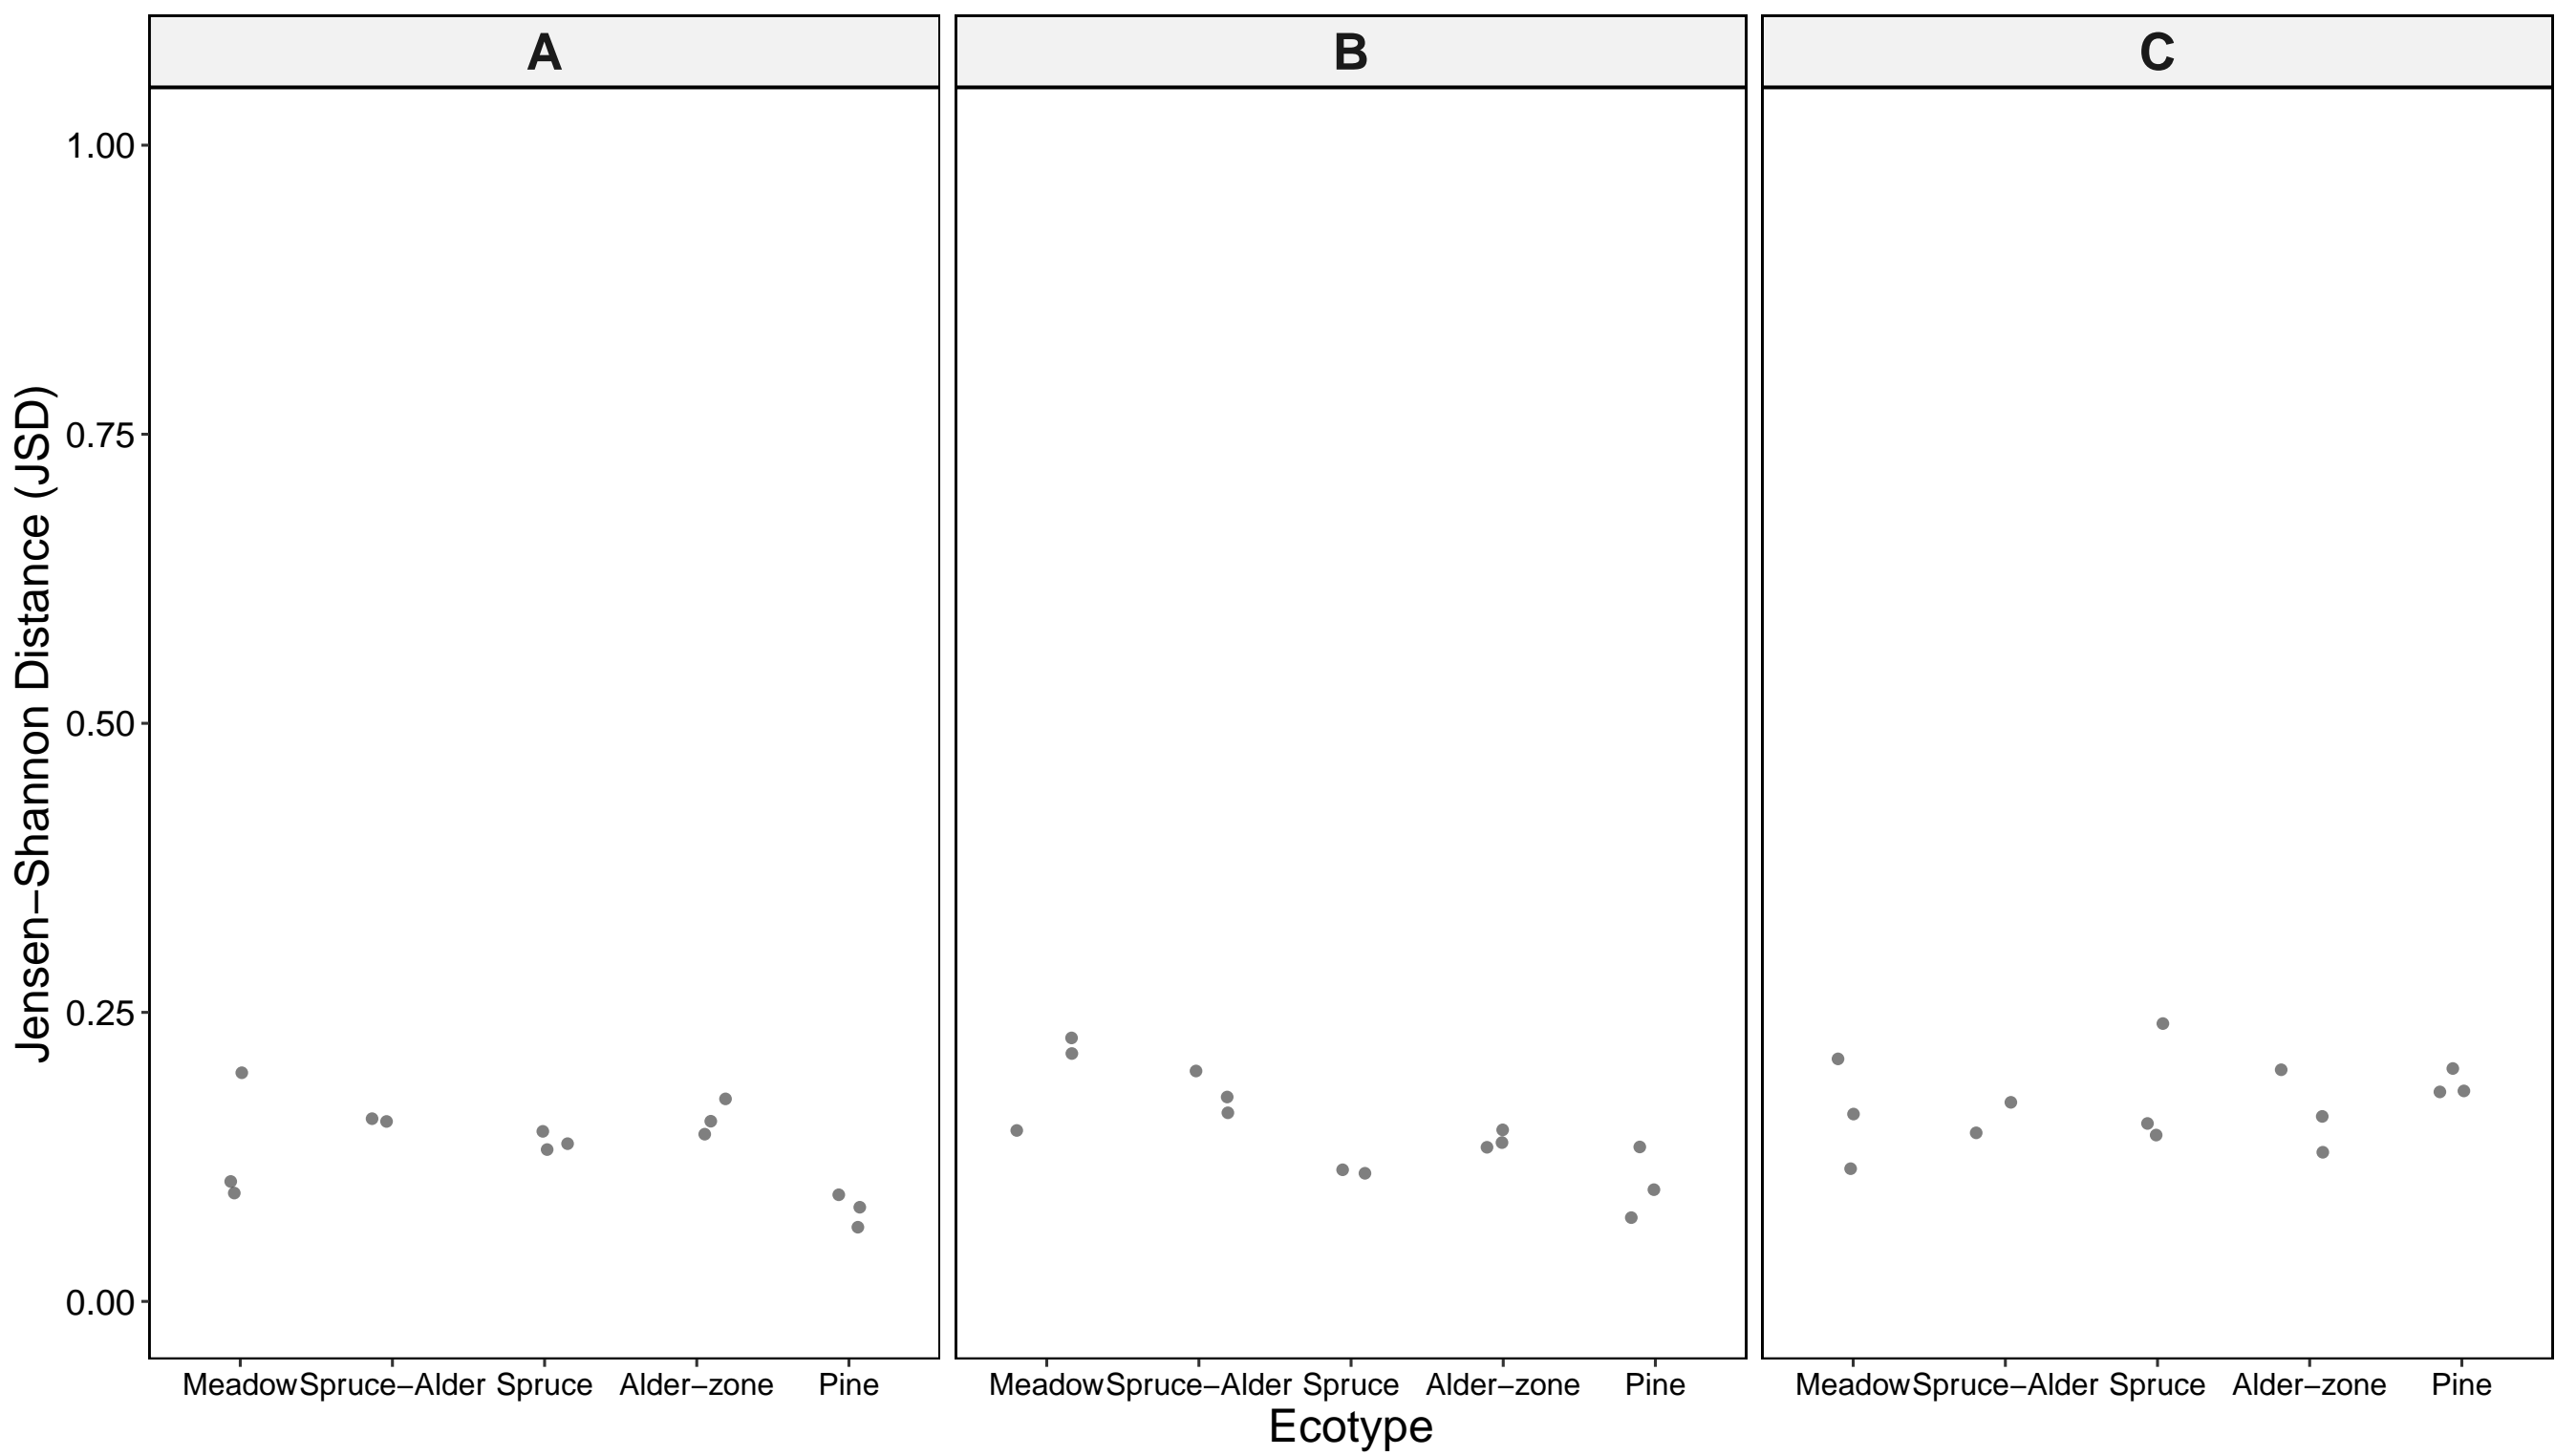 A
B
C
Jensen−Shannon Distance (JSD)
1.00
0.75
0.50
0.25
0.00
Meadow Spruce−Alder Spruce Alder−zone Pine
Meadow Spruce−Alder Spruce Alder−zone Pine
Meadow Spruce−Alder Spruce Alder−zone Pine
Ecotype